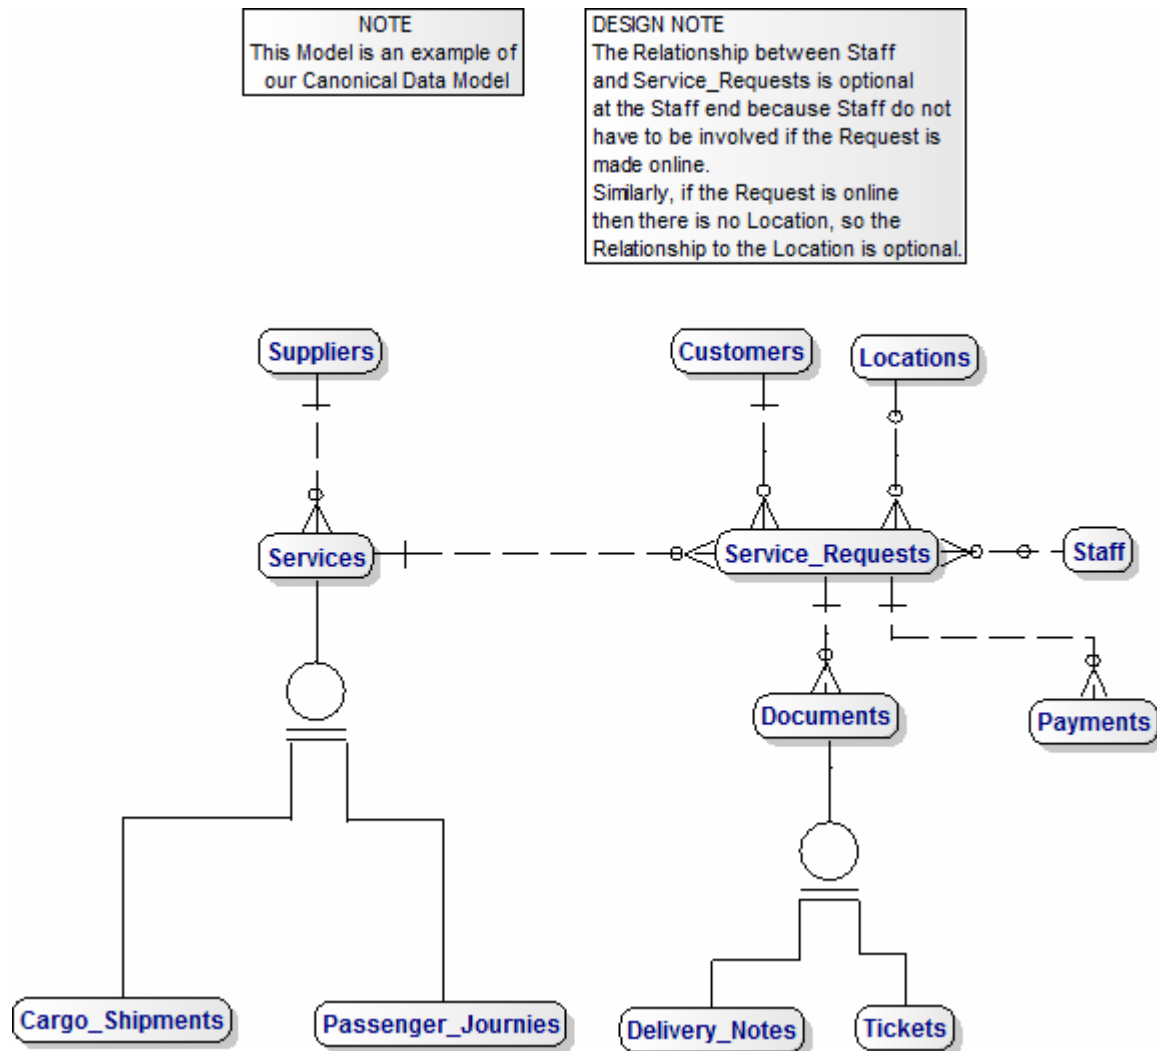 NOTE
This Model is an example of
our Canonical Data Model
DESIGN NOTE
The Relationship between Staff
and Service_Requests is optional
at the Staff end because Staff do not
have to be involved if the Request is
made online.
Similarly, if the Request is online
then there is no Location, so the
Relationship to the Location is optional.
Suppliers
Customers
Locations
Services
Service_Requests
Staff
Documents
Payments
Cargo_Shipments
Passenger_Journies
Delivery_Notes
Tickets